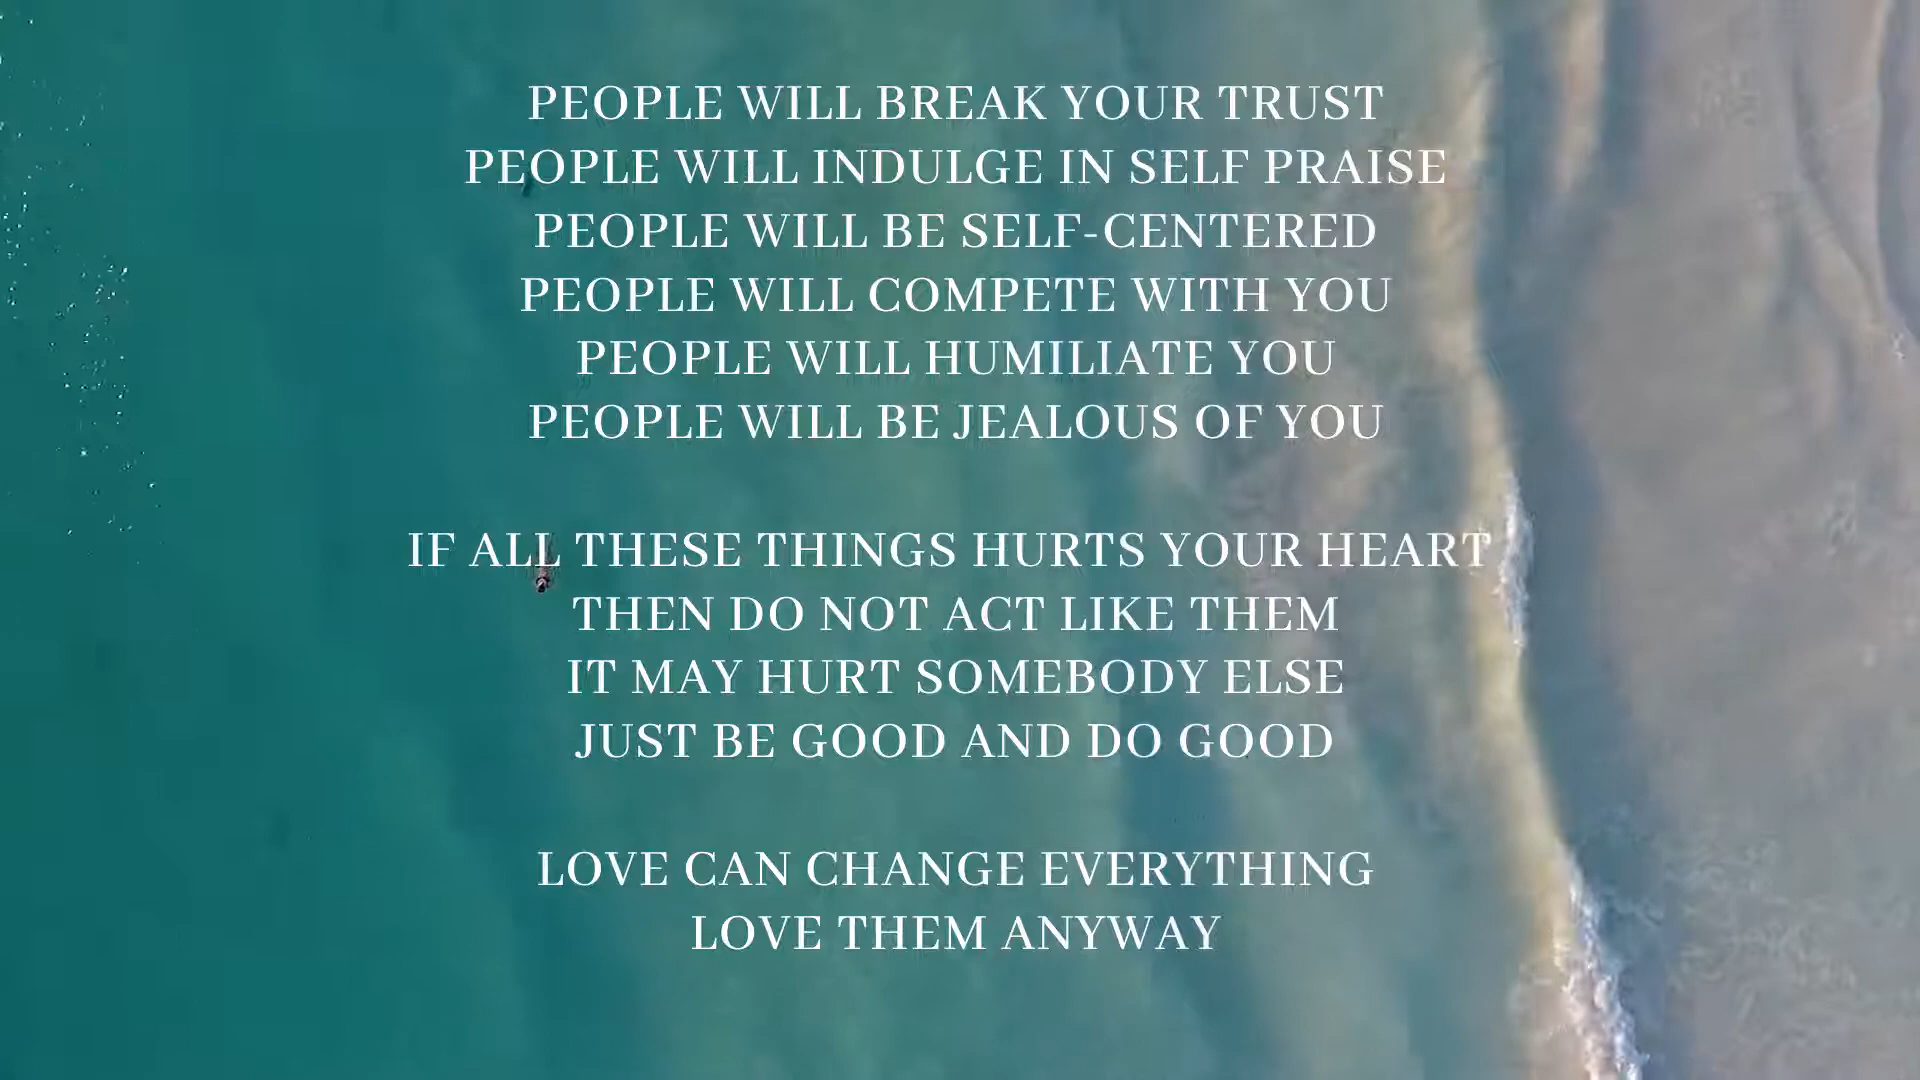 PEOPLE WILL BREAK YOUR TRUST
PEOPLE WILL INDULGE IN SELF PRAISE
PEOPLE WILL BE SELF-CENTERED
PEOPLE WILL COMPETE WITH YOU
PEOPLE WILL HUMILIATE YOU
PEOPLE WILL BE JEALOUS OF YOU
IF ALL THESE THINGS HURTS YOUR HEART
THEN DO NOT ACT LIKE THEM
IT MAY HURT SOMEBODY ELSE
JUST BE GOOD AND DO GOOD
LOVE CAN CHANGE EVERYTHING
LOVE THEM ANYWAY